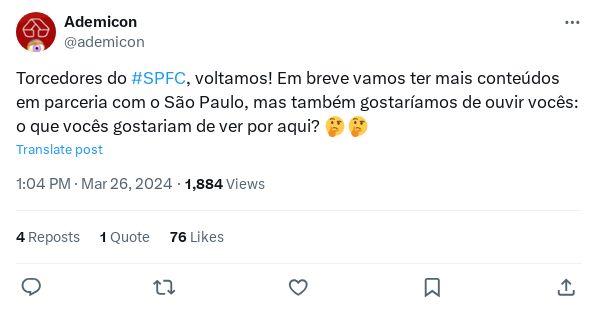 Ademicon
@ademicon
Torcedores do #SPFC, voltamos! Em breve vamos ter mais conteúdos
em parceria com o São Paulo, mas também gostaríamos de ouvir vocês:
o que vocês gostariam de ver por aqui? 🤔🤔
Translate post
1:04 PM · Mar 26, 2024 · 1,884 Views
4 Reposts 1 Quote 76 Likes